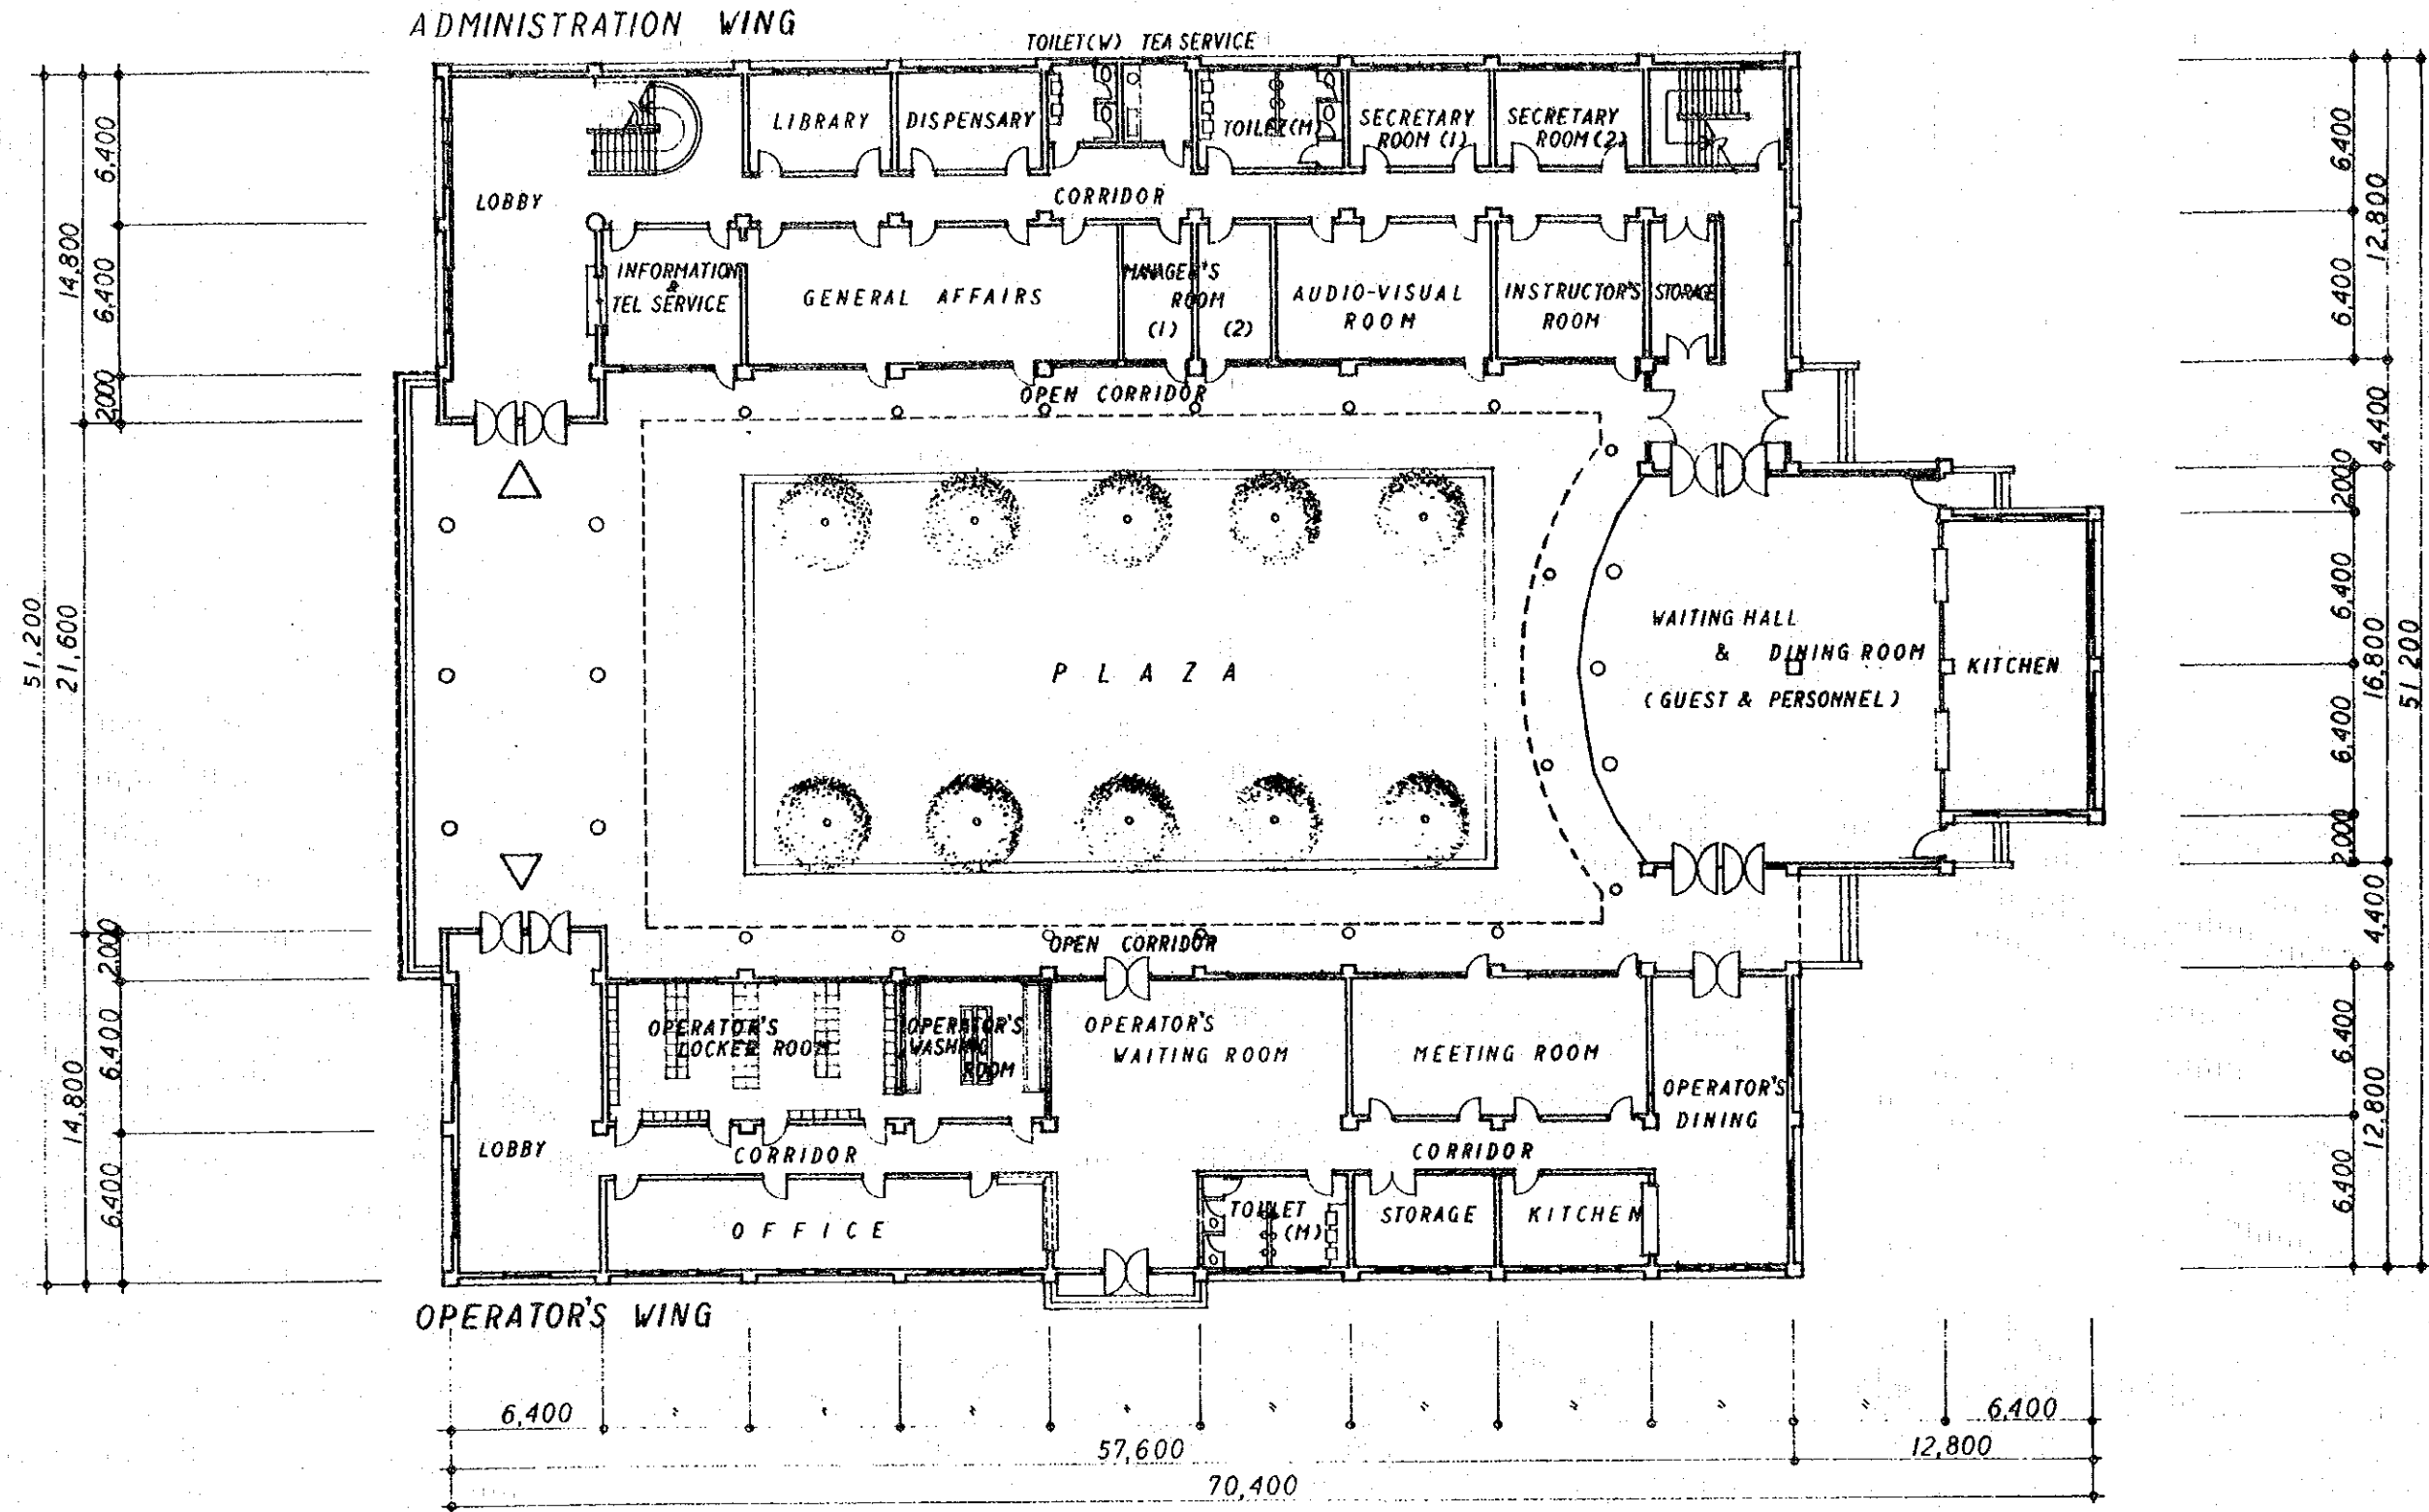 ADMINISTRATION WING
TOILET(W) TEA SERVICE
LIBRARY
DISPENSARY
TOILET(M)
SECRETARY
ROOM (1)
SECRETARY
ROOM (2)
LOBBY
CORRIDOR
INFORMATION
&
TEL SERVICE
GENERAL AFFAIRS
MANAGER'S
ROOM
(1)
(2)
AUDIO-VISUAL
ROOM
INSTRUCTOR'S
ROOM
STORAGE
OPEN CORRIDOR
PLAZA
WAITING HALL
& DINING ROOM
(GUEST & PERSONNEL)
KITCHEN
OPEN CORRIDOR
OPERATOR'S
LOCKER ROOM
OPERATOR'S
WASHING
ROOM
OPERATOR'S
WAITING ROOM
MEETING ROOM
OPERATOR'S
DINING
LOBBY
CORRIDOR
CORRIDOR
OFFICE
TOILET
(M)
STORAGE
KITCHEN
OPERATOR'S WING
51,200
14,800
21,600
14,800
6,400
6,400
2000
2,000
6,400
6,400
6,400
6,400
2000
6,400
6,400
2,000
6,400
6,400
12,800
4,400
16,800
4,400
12,800
51,200
6,400
〃
〃
〃
〃
〃
〃
〃
〃
〃
6,400
57,600
12,800
70,400